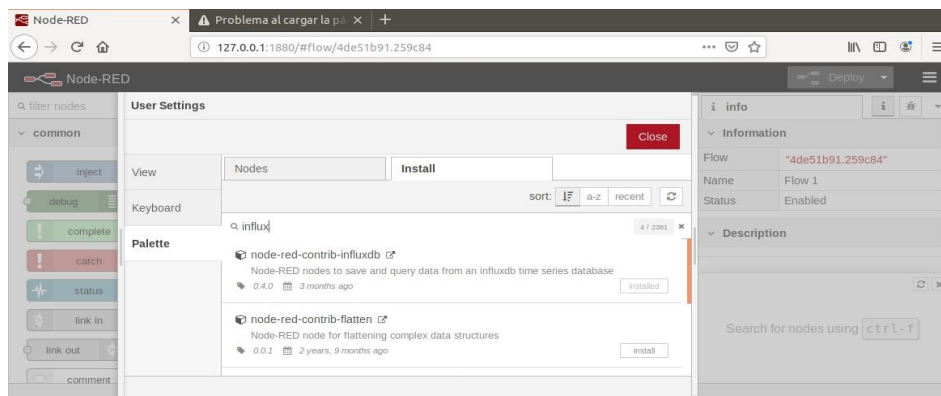 Node-RED
Problema al cargar la pá
127.0.0.1:1880/#flow/4de51b91.259c84
Node-RED
Deploy
filter nodes
common
inject
debug
complete
catch
status
link in
link out
comment
User Settings
Close
View
Keyboard
Palette
Nodes
Install
sort:
a-z
recent
influx
4 / 2381
node-red-contrib-influxdb
Node-RED nodes to save and query data from an influxdb time series database
0.4.0 3 months ago
installed
node-red-contrib-flatten
Node-RED node for flattening complex data structures
0.0.1 2 years, 9 months ago
install
i info
i
Information
Flow "4de51b91.259c84"
Name Flow 1
Status Enabled
Description
Search for nodes using ctrl-f